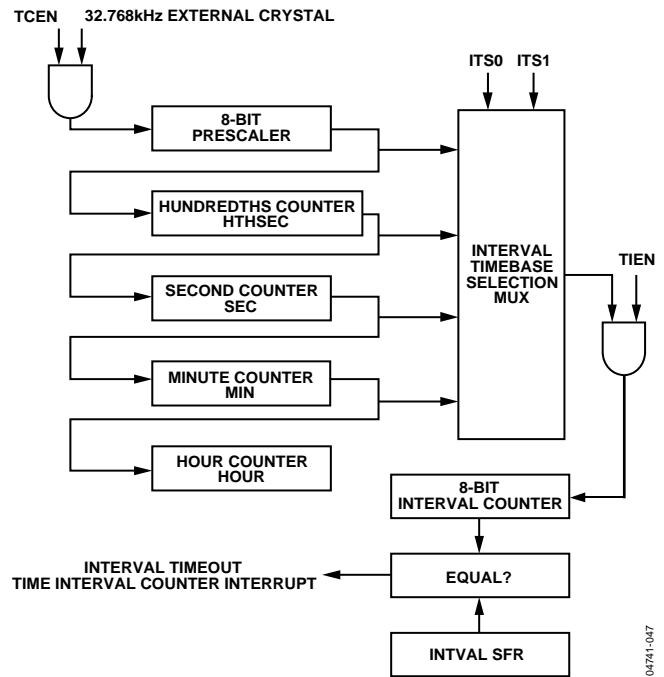 TCEN 32.768kHz EXTERNAL CRYSTAL
ITS0 ITS1
8-BIT
PRESCALER
HUNDREDTHS COUNTER
HTHSEC
INTERVAL
TIMEBASE
SELECTION
MUX
TIEN
SECOND COUNTER
SEC
MINUTE COUNTER
MIN
HOUR COUNTER
HOUR
8-BIT
INTERVAL COUNTER
INTERVAL TIMEOUT
TIME INTERVAL COUNTER INTERRUPT
EQUAL?
INTVAL SFR
04741-047